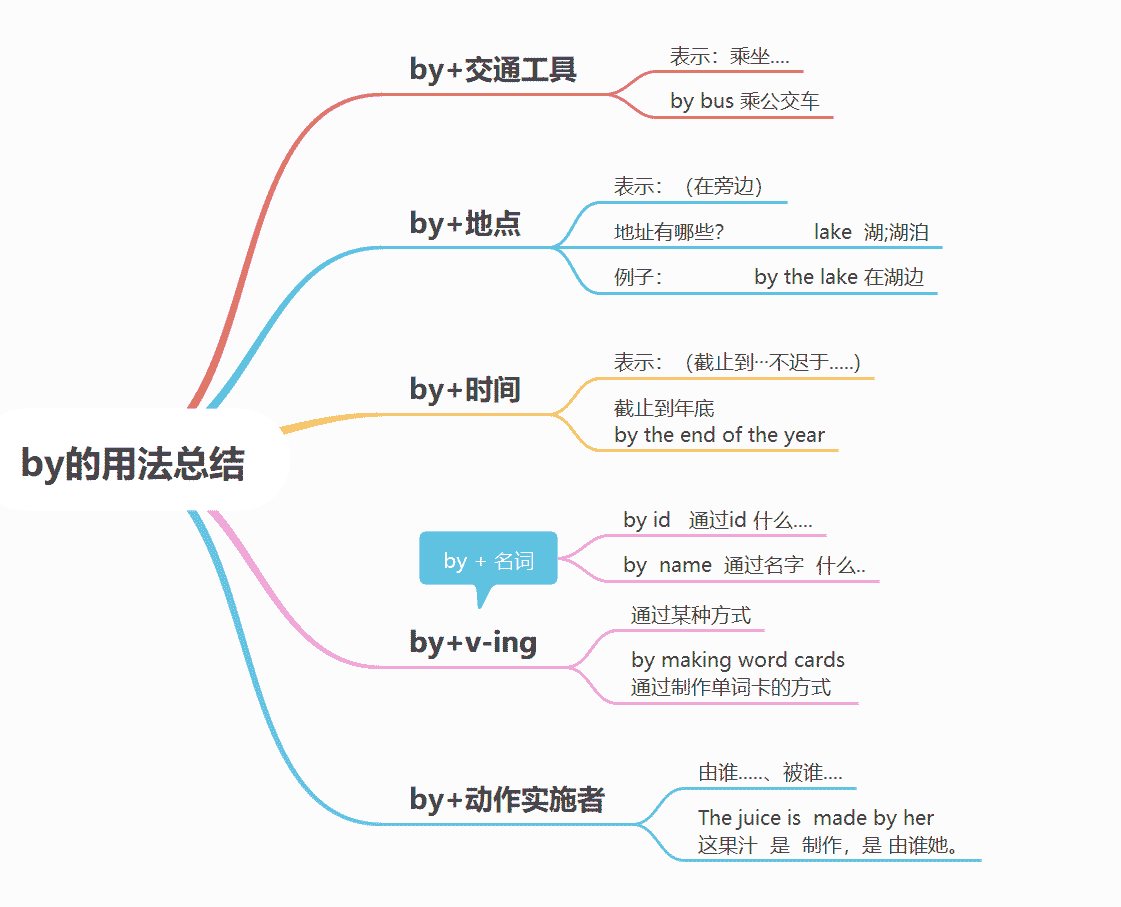 by的用法总结
by+交通工具
表示：乘坐....
by bus 乘公交车
by+地点
表示：（在旁边）
地址有哪些？ lake 湖;湖泊
例子： by the lake 在湖边
by+时间
表示：（截止到···不迟于.....）
截止到年底
by the end of the year
by + 名词
by id 通过id 什么....
by name 通过名字 什么..
by+v-ing
通过某种方式
by making word cards
通过制作单词卡的方式
by+动作实施者
由谁.....、被谁....
The juice is made by her
这果汁 是 制作，是 由谁她。